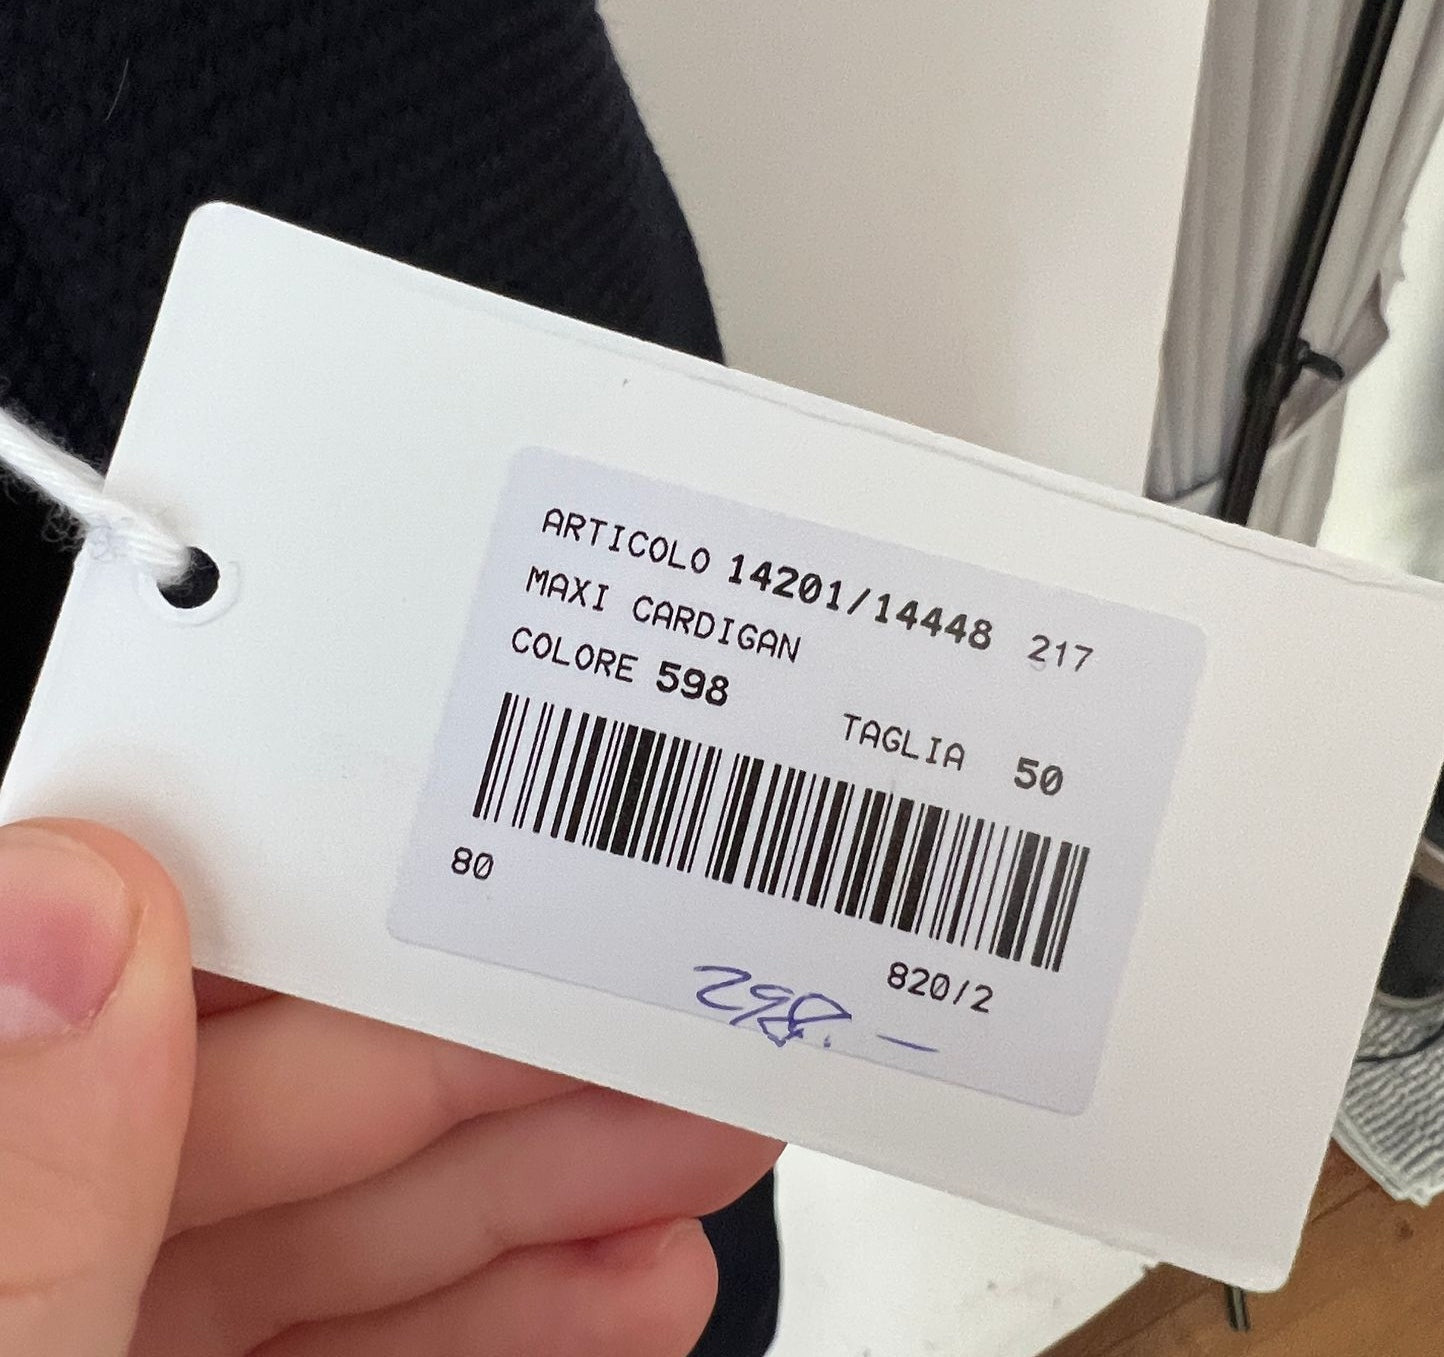 ARTICOLO 14201/14448 217
MAXI CARDIGAN
COLORE 598
TAGLIA 50
80
820/2
298.-